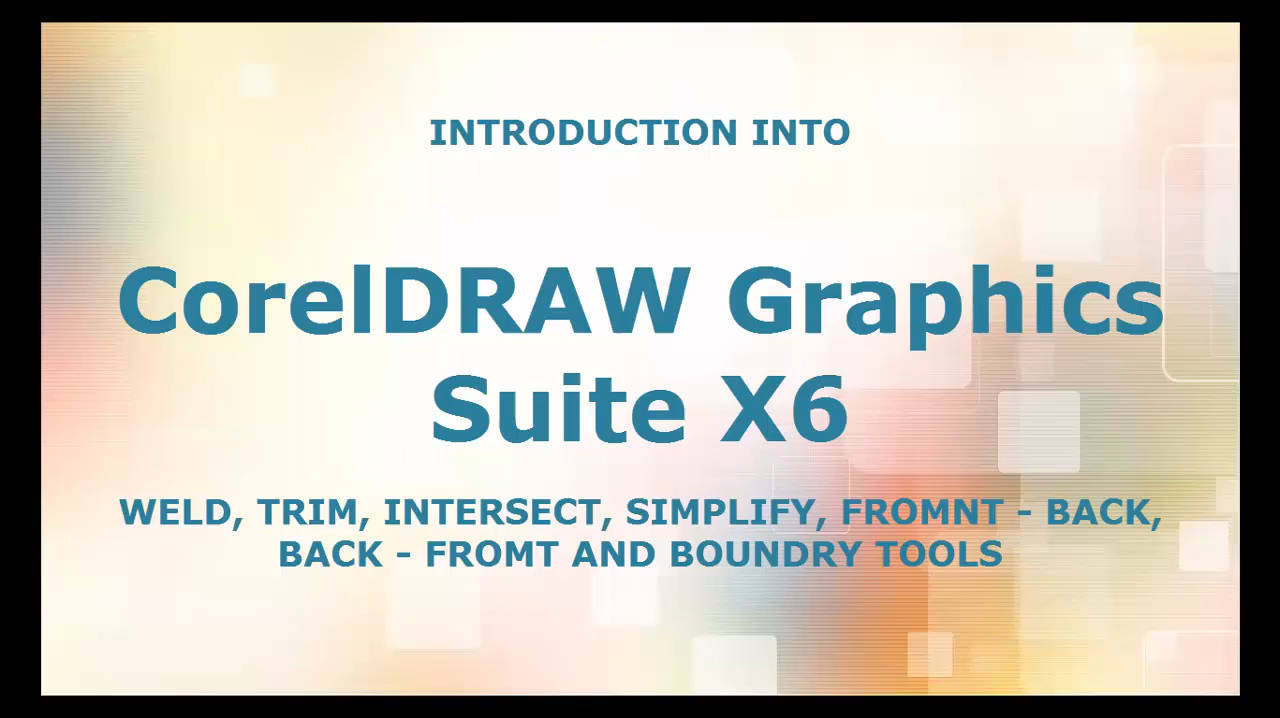 INTRODUCTION INTO
CorelDRAW Graphics
Suite X6
WELD, TRIM, INTERSECT, SIMPLIFY, FROMNT - BACK,
BACK - FROMT AND BOUNDRY TOOLS